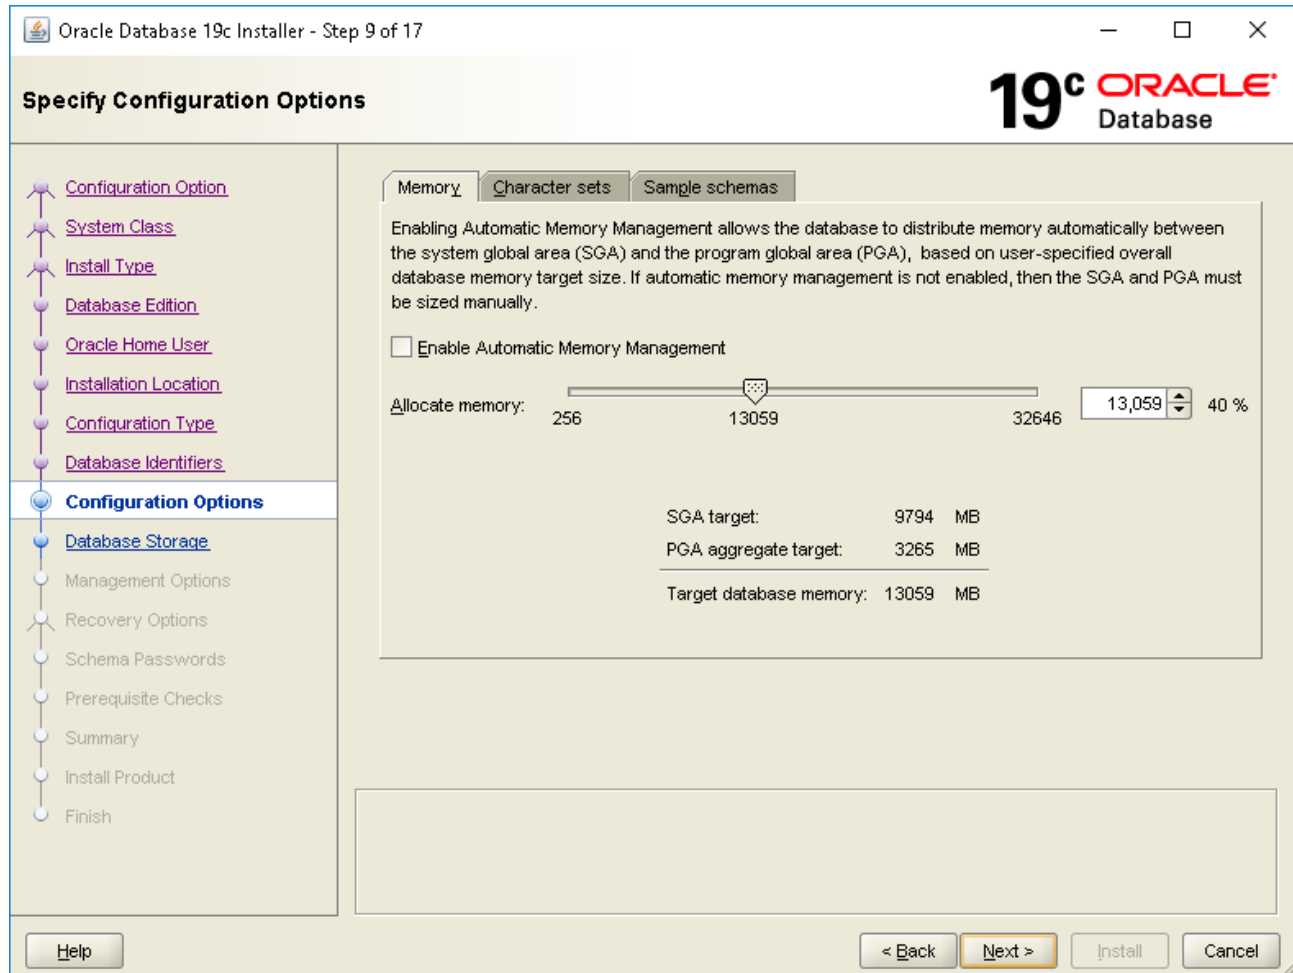 Oracle Database 19c Installer - Step 9 of 17
Specify Configuration Options
19c ORACLE
Database
Configuration Option
System Class
Install Type
Database Edition
Oracle Home User
Installation Location
Configuration Type
Database Identifiers
Configuration Options
Database Storage
Management Options
Recovery Options
Schema Passwords
Prerequisite Checks
Summary
Install Product
Finish
Memory Character sets Sample schemas
Enabling Automatic Memory Management allows the database to distribute memory automatically between
the system global area (SGA) and the program global area (PGA), based on user-specified overall
database memory target size. If automatic memory management is not enabled, then the SGA and PGA must
be sized manually.
Enable Automatic Memory Management
Allocate memory: 256 13059 32646 13,059 40 %
SGA target: 9794 MB
PGA aggregate target: 3265 MB
Target database memory: 13059 MB
Help < Back Next > Install Cancel